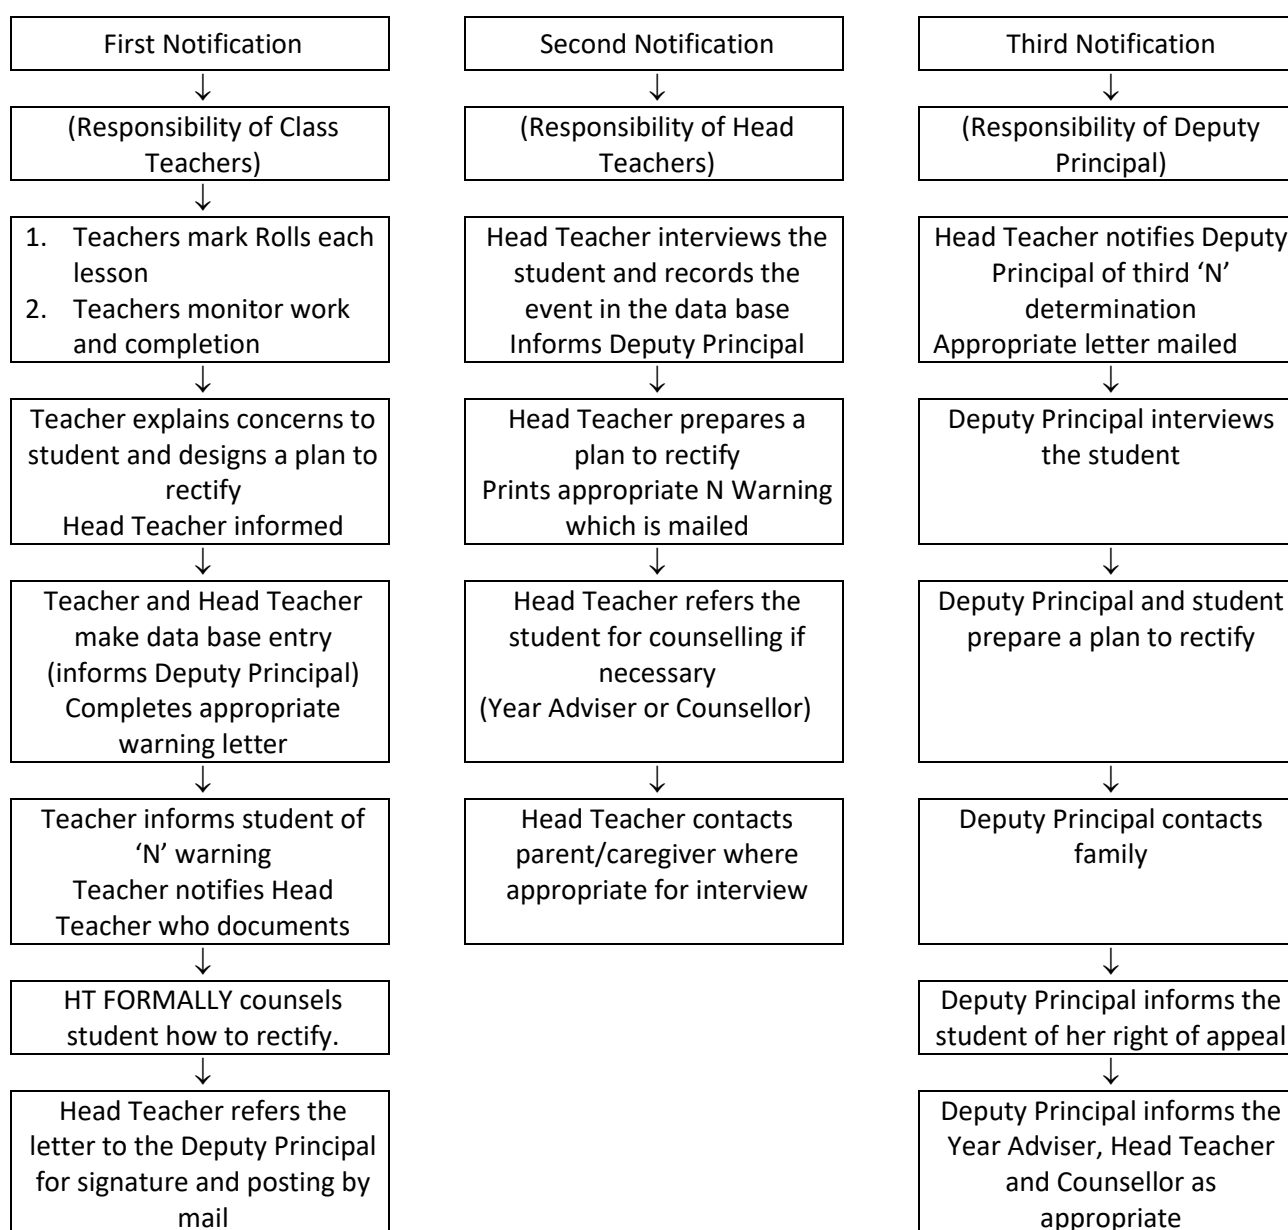 First Notification
(Responsibility of Class
Teachers)
1. Teachers mark Rolls each
lesson
2. Teachers monitor work
and completion
Teacher explains concerns to
student and designs a plan to
rectify
Head Teacher informed
Teacher and Head Teacher
make data base entry
(informs Deputy Principal)
Completes appropriate
warning letter
Teacher informs student of
‘N’ warning
Teacher notifies Head
Teacher who documents
HT FORMALLY counsels
student how to rectify.
Head Teacher refers the
letter to the Deputy Principal
for signature and posting by
mail
Second Notification
(Responsibility of Head
Teachers)
Head Teacher interviews the
student and records the
event in the data base
Informs Deputy Principal
Head Teacher prepares a
plan to rectify
Prints appropriate N Warning
which is mailed
Head Teacher refers the
student for counselling if
necessary
(Year Adviser or Counsellor)
Head Teacher contacts
parent/caregiver where
appropriate for interview
Third Notification
(Responsibility of Deputy
Principal)
Head Teacher notifies Deputy
Principal of third ‘N’
determination
Appropriate letter mailed
Deputy Principal interviews
the student
Deputy Principal and student
prepare a plan to rectify
Deputy Principal contacts
family
Deputy Principal informs the
student of her right of appeal
Deputy Principal informs the
Year Adviser, Head Teacher
and Counsellor as
appropriate